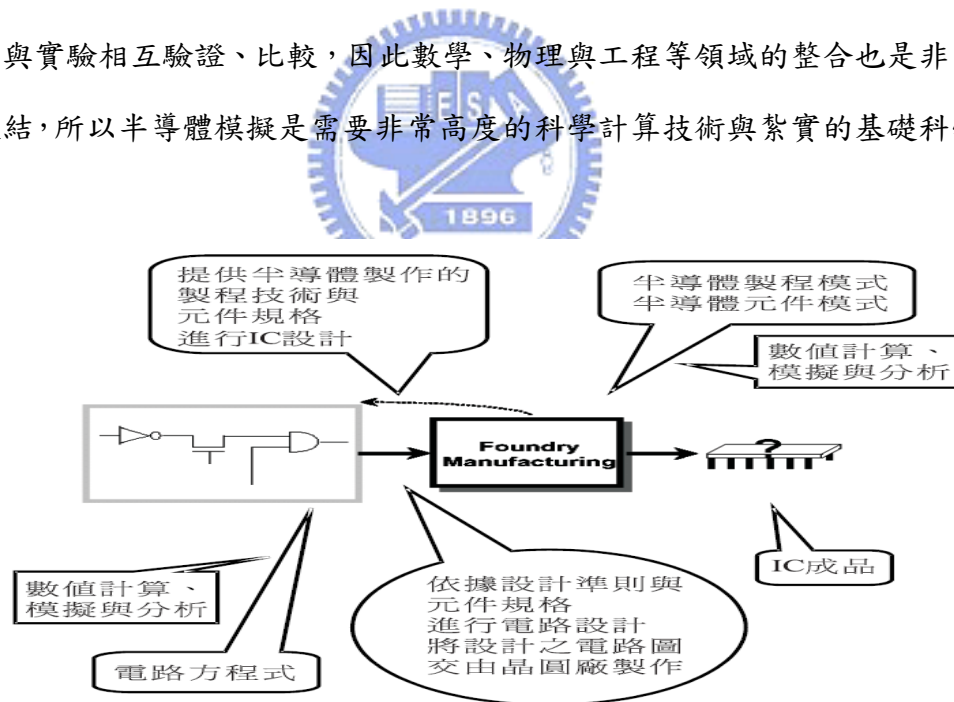 與實驗相互驗證、比較，因此數學、物理與工程等領域的整合也是非
結，所以半導體模擬是需要非常高度的科學計算技術與紮實的基礎科
E S A
1896
提供半導體製作的
製程技術與
元件規格
進行IC設計
半導體製程模式
半導體元件模式
數值計算、
模擬與分析
Foundry
Manufacturing
?
IC成品
數值計算、
模擬與分析
電路方程式
依據設計準則與
元件規格
進行電路設計
將設計之電路圖
交由晶圓廠製作